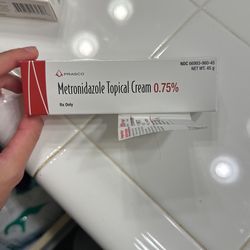 PRASCO
NDC 66993-960-45
NET WT. 45 g
Metronidazole Topical Cream 0.75%
Rx Only